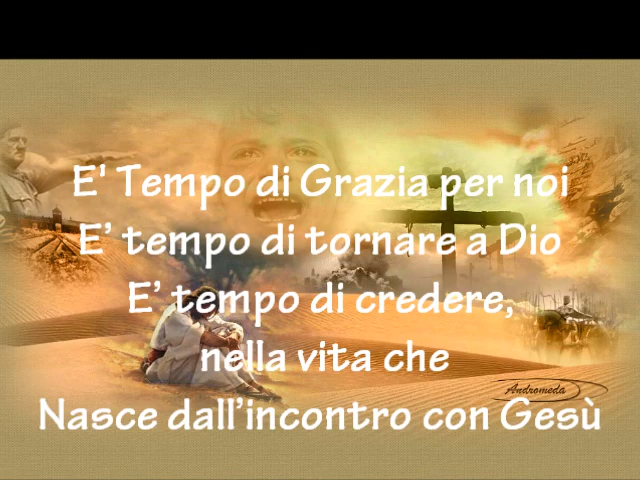 E' Tempo di Grazia per noi
E' tempo di tornare a Dio
E' tempo di credere,
nella vita che
Andromeda
Nasce dall'incontro con Gesù